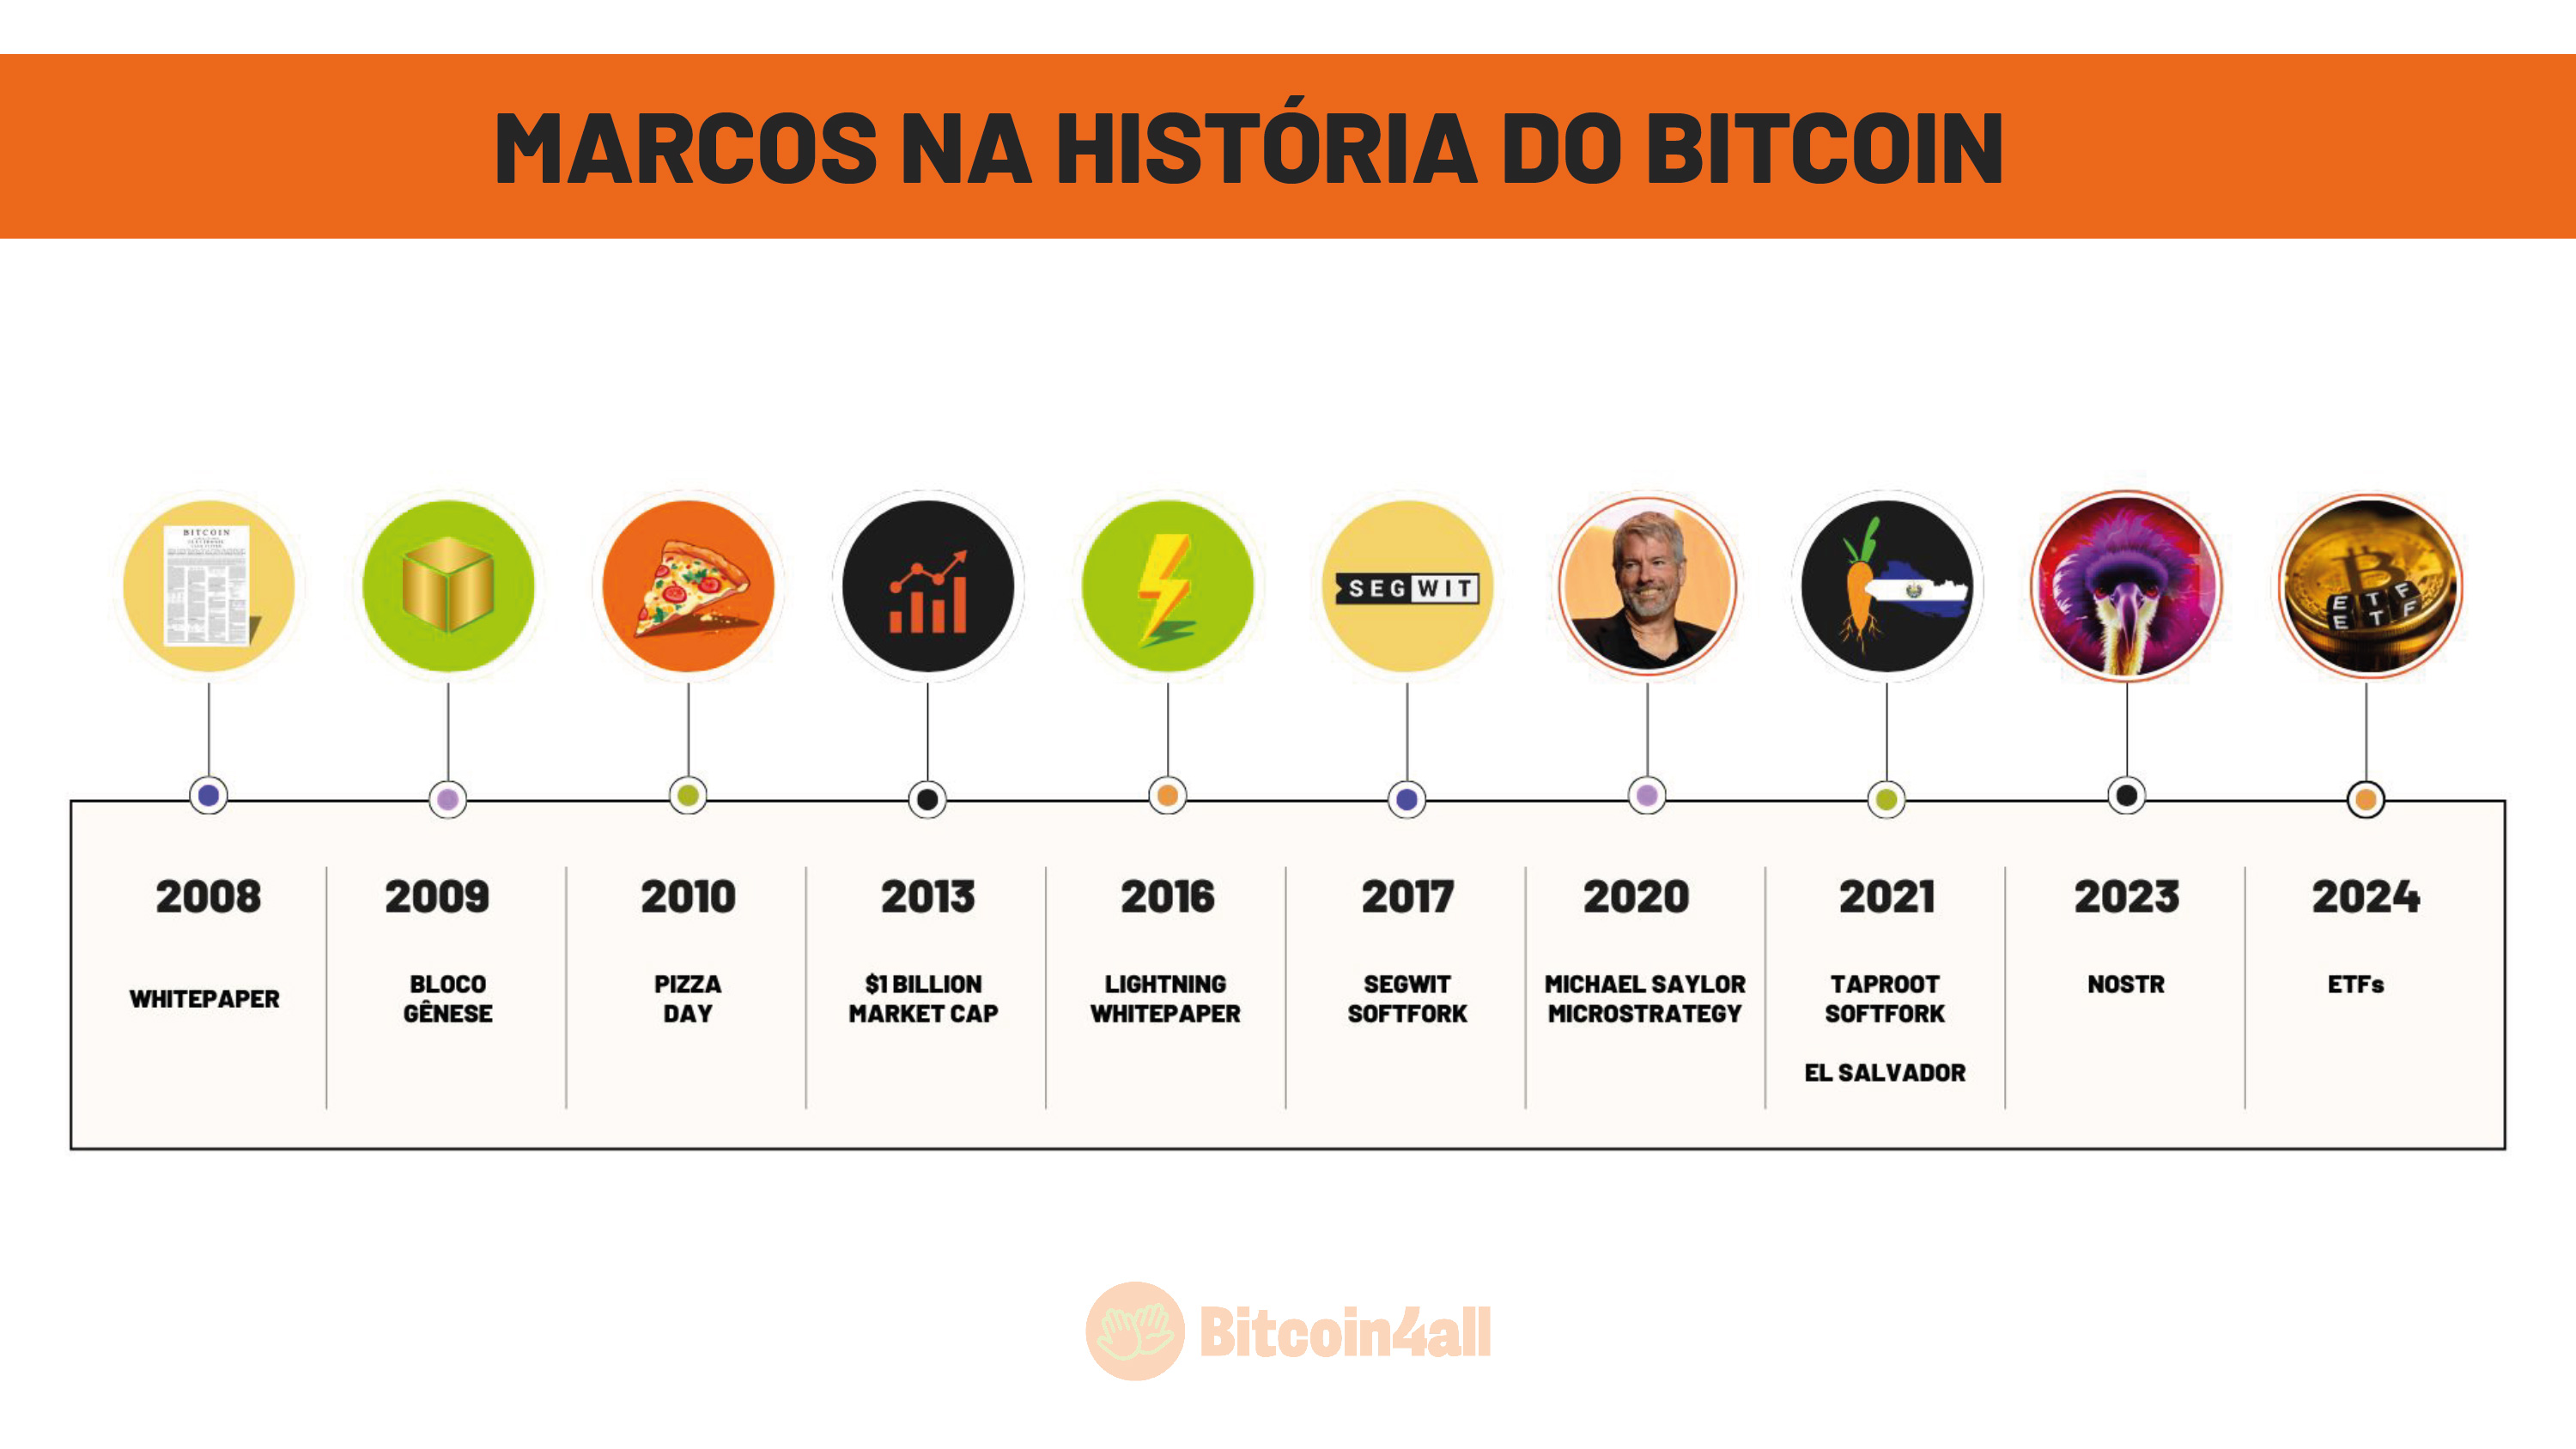 MARCOS NA HISTÓRIA DO BITCOIN
BITCOIN
SEGWIT
E T F
E T F
2008
WHITEPAPER
2009
BLOCO
GÊNESE
2010
PIZZA
DAY
2013
$1 BILLION
MARKET CAP
2016
LIGHTNING
WHITEPAPER
2017
SEGWIT
SOFTFORK
2020
MICHAEL SAYLOR
MICROSTRATEGY
2021
TAPROOT
SOFTFORK
EL SALVADOR
2023
NOSTR
2024
ETFs
Bitcoin4all